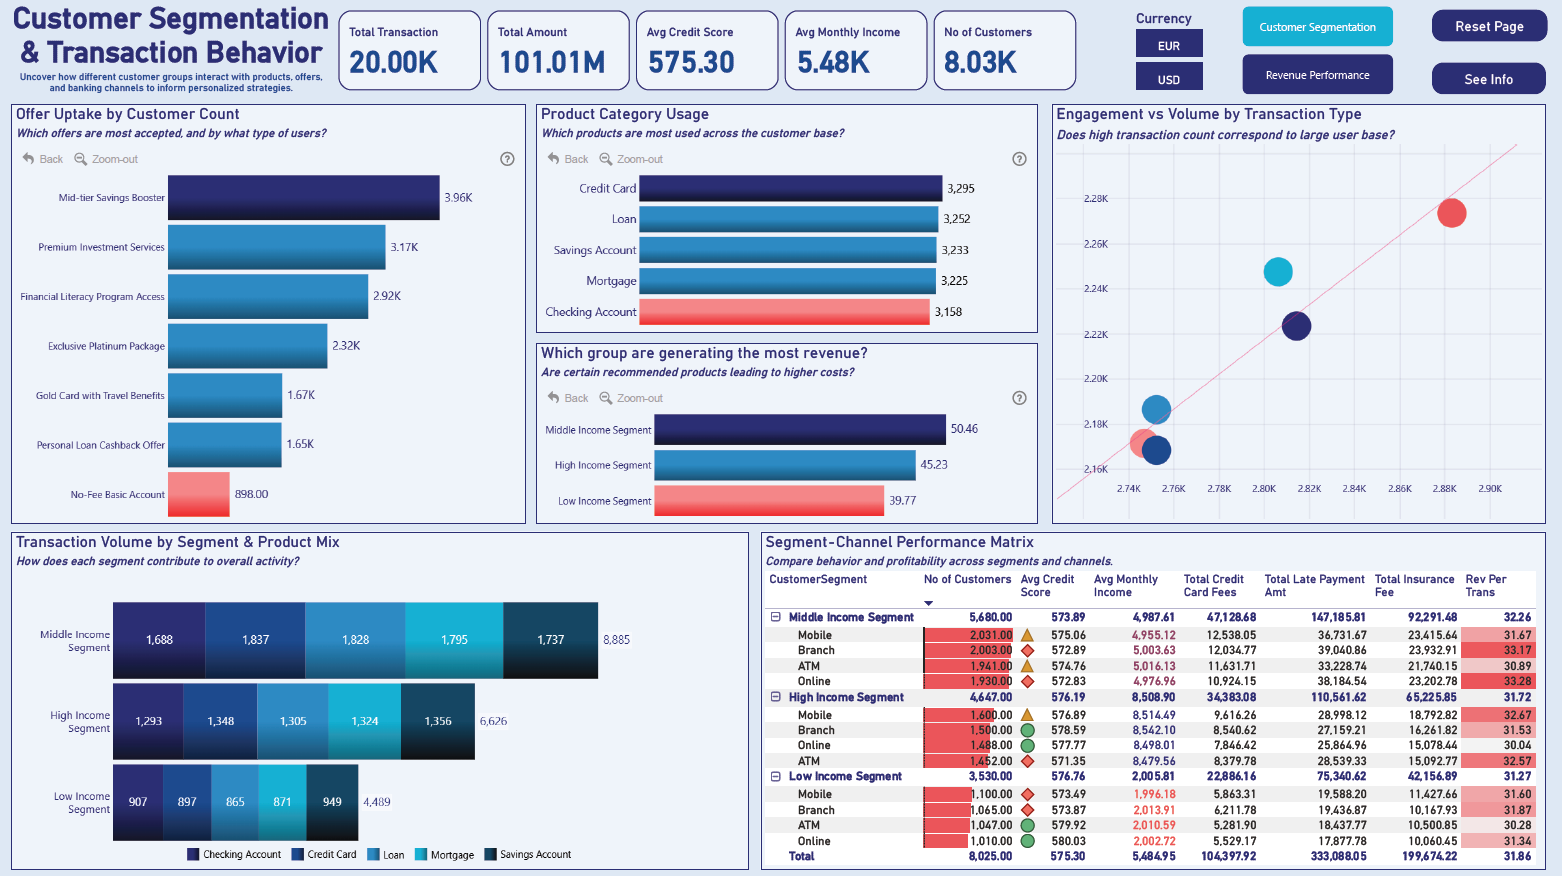 Customer Segmentation
& Transaction Behavior
Uncover how different customer groups interact with products, offers,
and banking channels to inform personalized strategies.
Total Transaction
20.00K
Total Amount
101.01M
Avg Credit Score
575.30
Avg Monthly Income
5.48K
No of Customers
8.03K
Currency
EUR
USD
Customer Segmentation
Revenue Performance
Reset Page
See Info
Offer Uptake by Customer Count
Which offers are most accepted, and by what type of users?
Back Zoom-out ?
Mid-tier Savings Booster 3.96K
Premium Investment Services 3.17K
Financial Literacy Program Access 2.92K
Exclusive Platinum Package 2.32K
Gold Card with Travel Benefits 1.67K
Personal Loan Cashback Offer 1.65K
No-Fee Basic Account 898.00
Product Category Usage
Which products are most used across the customer base?
Back Zoom-out ?
Credit Card 3,295
Loan 3,252
Savings Account 3,233
Mortgage 3,225
Checking Account 3,158
Which group are generating the most revenue?
Are certain recommended products leading to higher costs?
Back Zoom-out ?
Middle Income Segment 50.46
High Income Segment 45.23
Low Income Segment 39.77
Engagement vs Volume by Transaction Type
Does high transaction count correspond to large user base?
2.28K
2.26K
2.24K
2.22K
2.20K
2.18K
2.16K
2.74K 2.76K 2.78K 2.80K 2.82K 2.84K 2.86K 2.88K 2.90K
Transaction Volume by Segment & Product Mix
How does each segment contribute to overall activity?
Middle Income
Segment
1,688 1,837 1,828 1,795 1,737 8,885
High Income
Segment
1,293 1,348 1,305 1,324 1,356 6,626
Low Income
Segment
907 897 865 871 949 4,489
Checking Account Credit Card Loan Mortgage Savings Account
Segment-Channel Performance Matrix
Compare behavior and profitability across segments and channels.
CustomerSegment No of Customers Avg Credit Score Avg Monthly Income Total Credit Card Fees Total Late Payment Amt Total Insurance Fee Rev Per Trans
Middle Income Segment 5,680.00 573.89 4,987.61 47,128.68 147,185.81 92,291.48 32.26
Mobile 2,031.00 575.06 4,955.12 12,538.05 36,731.67 23,415.64 31.67
Branch 2,003.00 572.89 5,003.63 12,034.77 39,040.86 23,932.91 33.17
ATM 1,941.00 574.76 5,016.13 11,631.71 33,228.74 21,740.15 30.89
Online 1,930.00 572.83 4,976.96 10,924.15 38,184.54 23,202.78 33.28
High Income Segment 4,647.00 576.19 8,508.90 34,383.08 110,561.62 65,225.85 31.72
Mobile 1,600.00 576.89 8,514.49 9,616.26 28,998.12 18,792.82 32.67
Branch 1,500.00 578.59 8,542.10 8,540.62 27,159.21 16,261.82 31.53
Online 1,488.00 577.77 8,498.01 7,846.42 25,864.96 15,078.44 30.04
ATM 1,452.00 571.35 8,479.56 8,379.78 28,539.33 15,092.77 32.57
Low Income Segment 3,530.00 576.76 2,005.81 22,886.16 75,340.62 42,156.89 31.27
Mobile 1,100.00 573.49 1,996.18 5,863.31 19,588.20 11,427.66 31.60
Branch 1,065.00 573.87 2,013.91 6,211.78 19,436.87 10,167.93 31.87
ATM 1,047.00 579.92 2,010.59 5,281.90 18,437.77 10,500.85 30.28
Online 1,010.00 580.03 2,002.72 5,529.17 17,877.78 10,060.45 31.34
Total 8,025.00 575.30 5,484.95 104,397.92 333,088.05 199,674.22 31.86